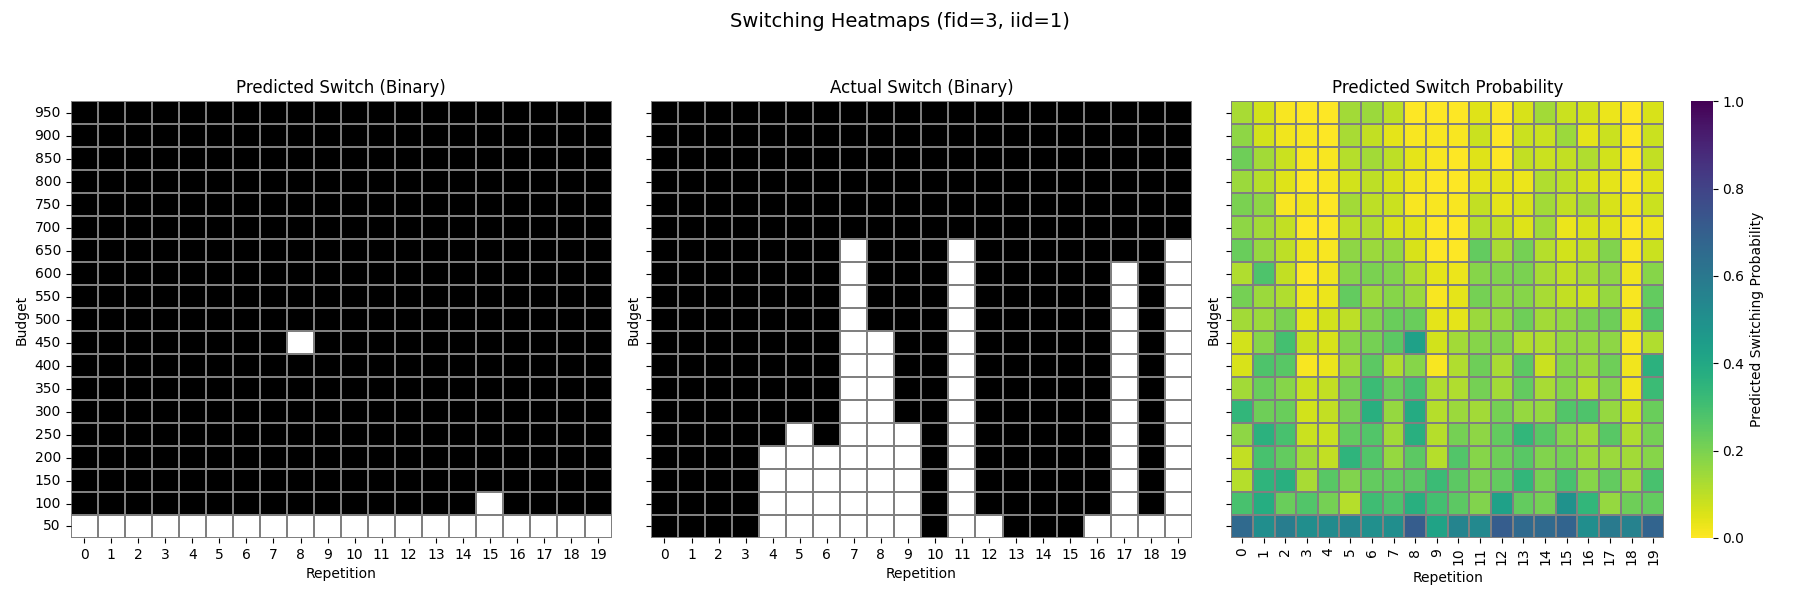 Switching Heatmaps (fid=3, iid=1)
Predicted Switch (Binary)
Actual Switch (Binary)
Predicted Switch Probability
Budget
950
900
850
800
750
700
650
600
550
500
450
400
350
300
250
200
150
100
50
0 1 2 3 4 5 6 7 8 9 10 11 12 13 14 15 16 17 18 19
Repetition
Budget
0 1 2 3 4 5 6 7 8 9 10 11 12 13 14 15 16 17 18 19
Repetition
Budget
0 1 2 3 4 5 6 7 8 9 10 11 12 13 14 15 16 17 18 19
Repetition
1.0
0.8
0.6
0.4
0.2
0.0
Predicted Switching Probability